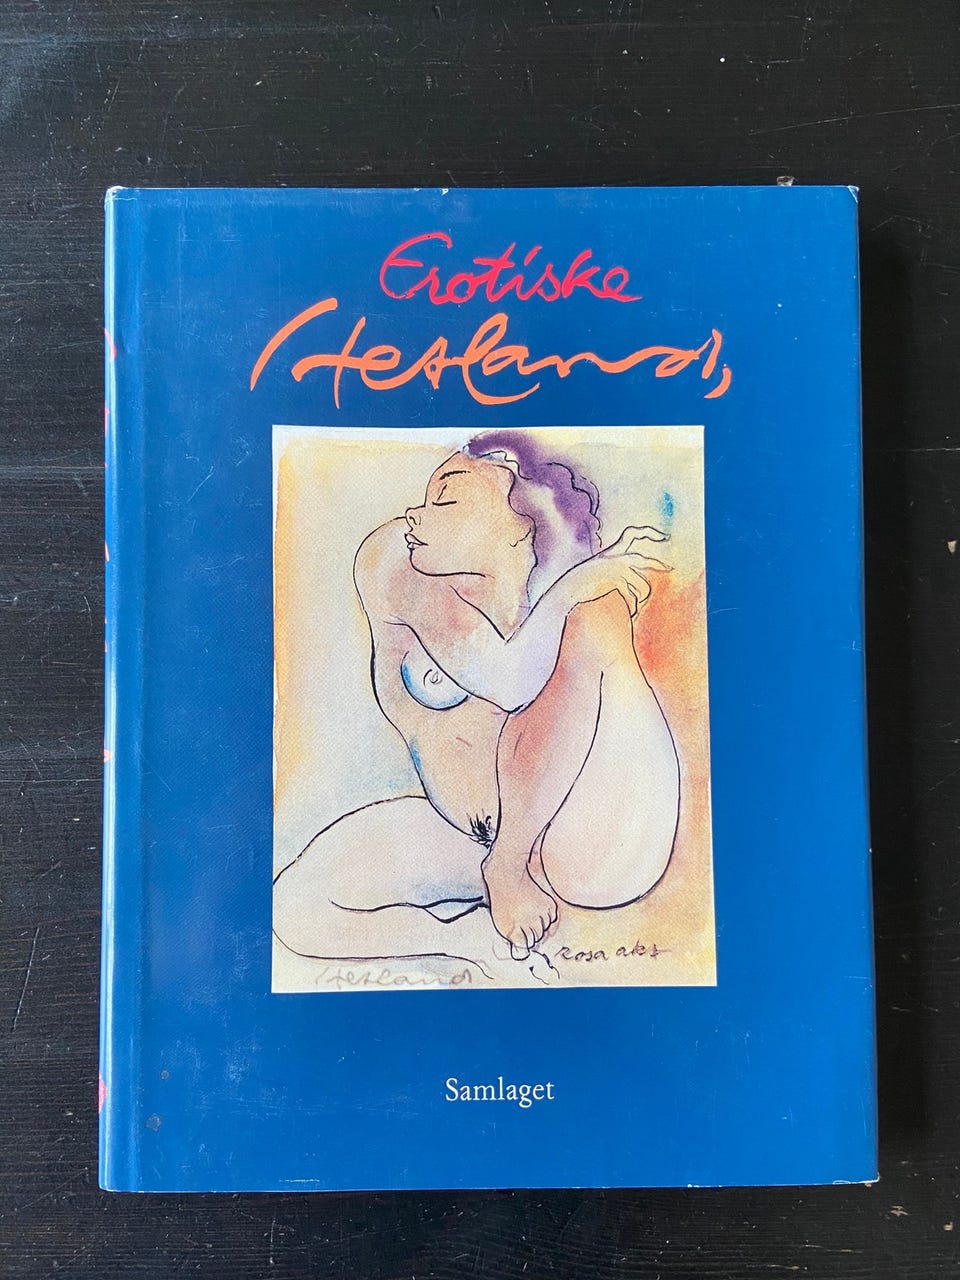 Erotiske
Hesland,
Rosa akt
Hesland
Samlaget